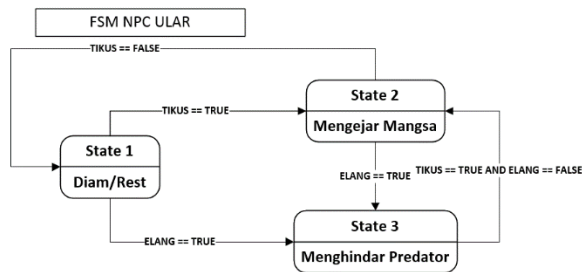 FSM NPC ULAR
TIKUS == FALSE
State 2
Mengejar Mangsa
TIKUS == TRUE
State 1
Diam/Rest
ELANG == TRUE
TIKUS == TRUE AND ELANG == FALSE
State 3
Menghindar Predator
ELANG == TRUE